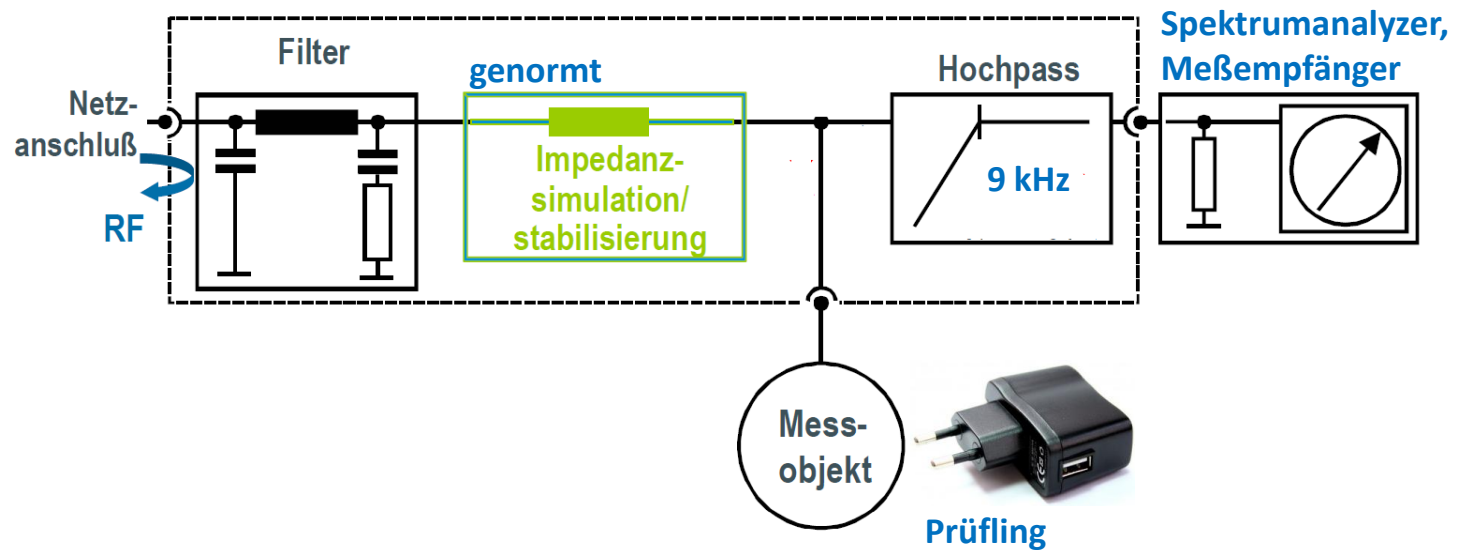 Filter
genormt
Hochpass
Spektrumanalyzer,
Meßempfänger
Netz-
anschluß
RF
Impedanz-
simulation/
stabilisierung
9 kHz
Mess-
objekt
Prüfling